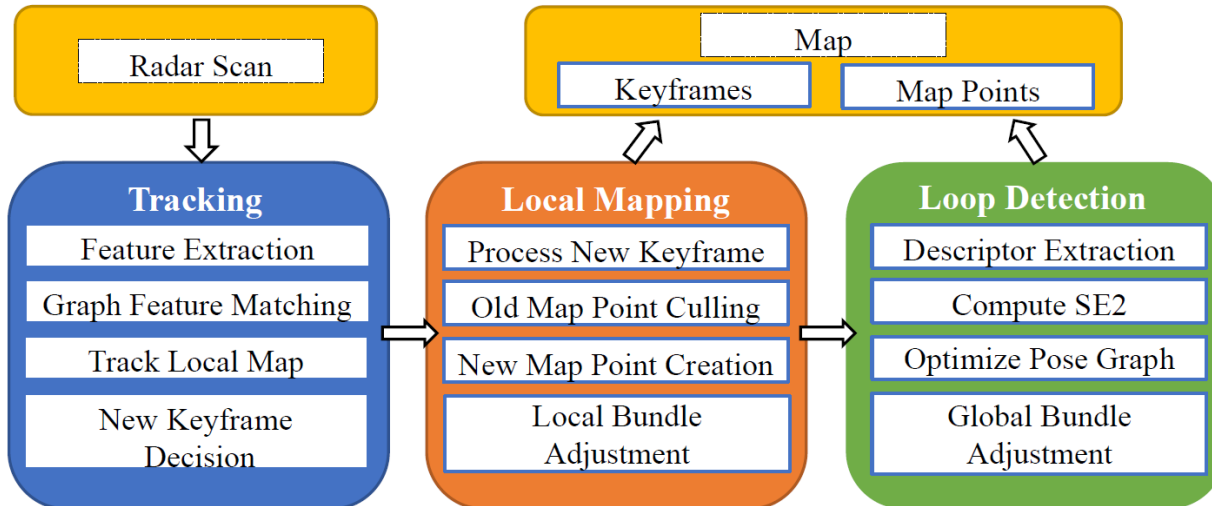 Radar Scan
Map
Keyframes
Map Points
Tracking
Feature Extraction
Graph Feature Matching
Track Local Map
New Keyframe
Decision
Local Mapping
Process New Keyframe
Old Map Point Culling
New Map Point Creation
Local Bundle
Adjustment
Loop Detection
Descriptor Extraction
Compute SE2
Optimize Pose Graph
Global Bundle
Adjustment